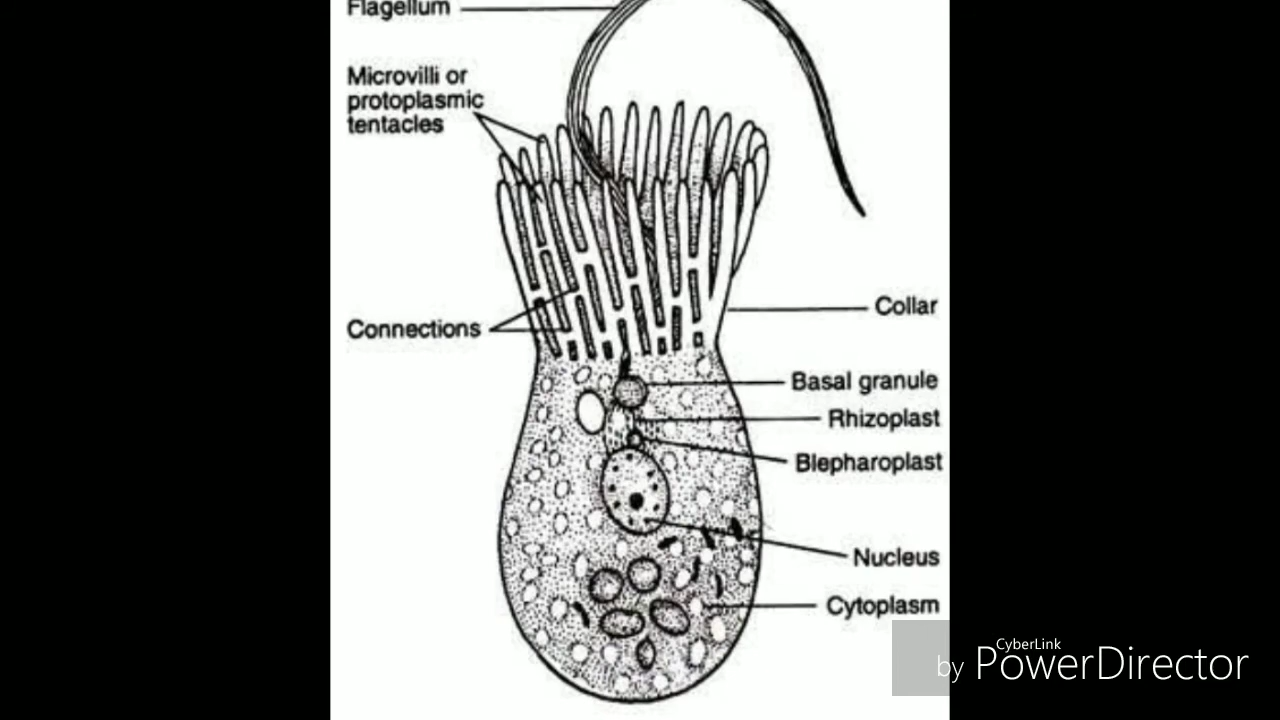 Flagellum
Microvilli or
protoplasmic
tentacles
Connections
Collar
Basal granule
Rhizoplast
Blepharoplast
Nucleus
Cytoplasm
CyberLink
by PowerDirector